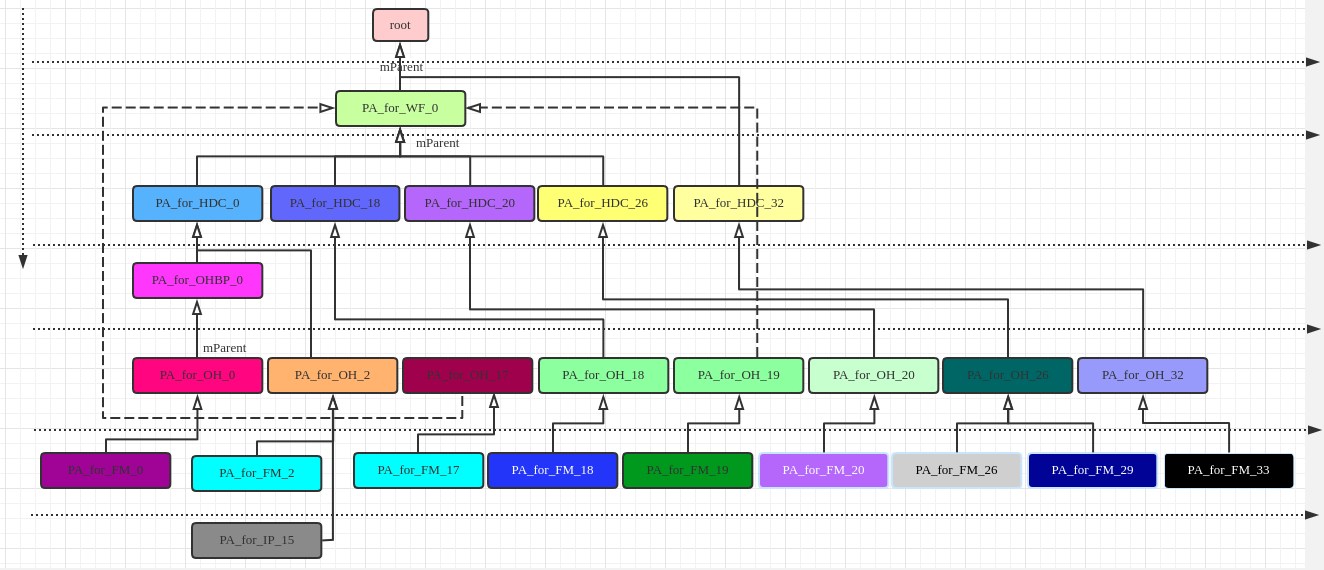 root
mParent
PA_for_WF_0
mParent
PA_for_HDC_0
PA_for_HDC_18
PA_for_HDC_20
PA_for_HDC_26
PA_for_HDC_32
PA_for_OHBP_0
mParent
PA_for_OH_0
PA_for_OH_2
PA_for_OH_17
PA_for_OH_18
PA_for_OH_19
PA_for_OH_20
PA_for_OH_26
PA_for_OH_32
PA_for_FM_0
PA_for_FM_2
PA_for_FM_17
PA_for_FM_18
PA_for_FM_19
PA_for_FM_20
PA_for_FM_26
PA_for_FM_29
PA_for_FM_33
PA_for_IP_15